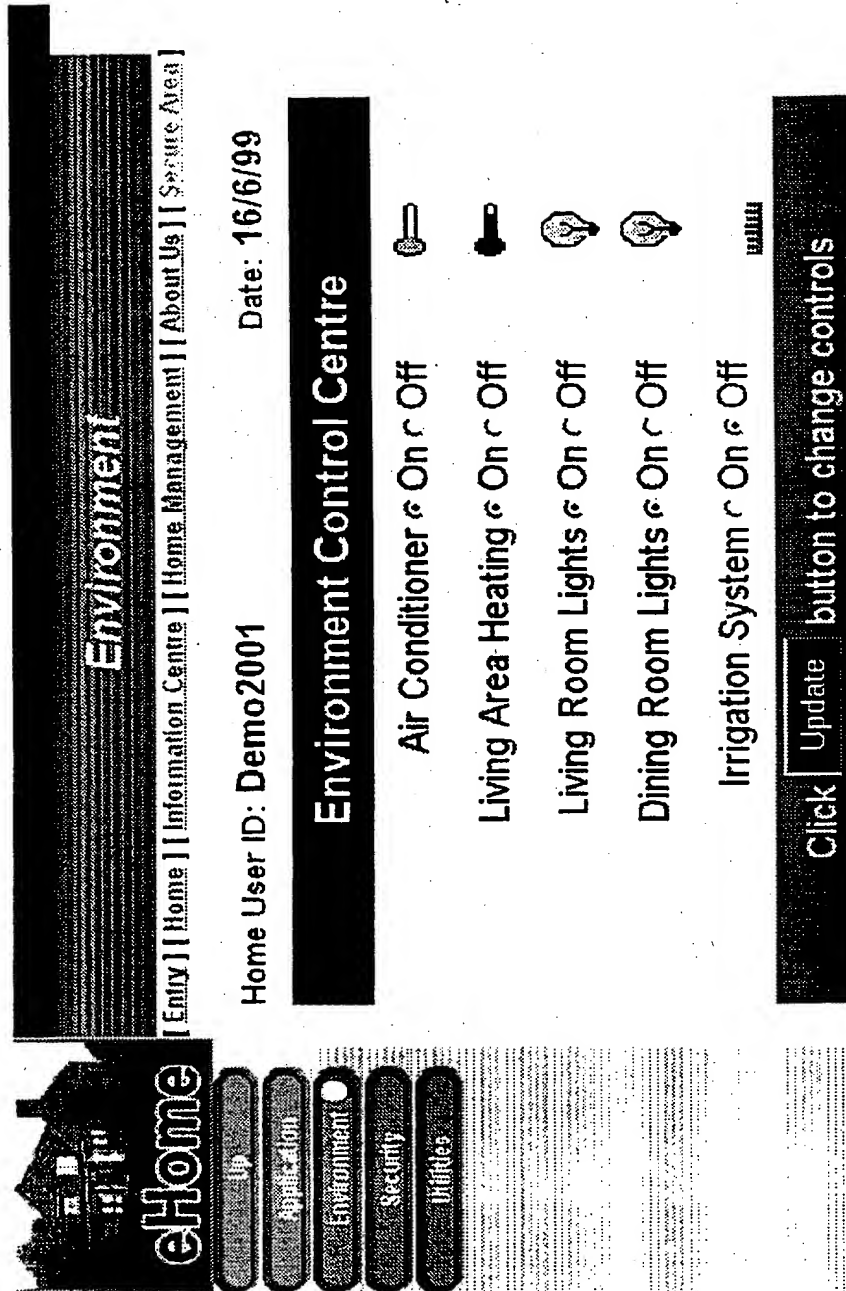 Environment
[ Entry ] [ Home ] [ Information Centre ] [ Home Management ] [ About Us ] [ Secure Area ]
eHome
Up
Application
Environment
Security
Utilities
Home User ID: Demo2001 Date: 16/6/99
Environment Control Centre
Air Conditioner On Off
Living Area Heating On Off
Living Room Lights On Off
Dining Room Lights On Off
Irrigation System On Off
Click Update button to change controls